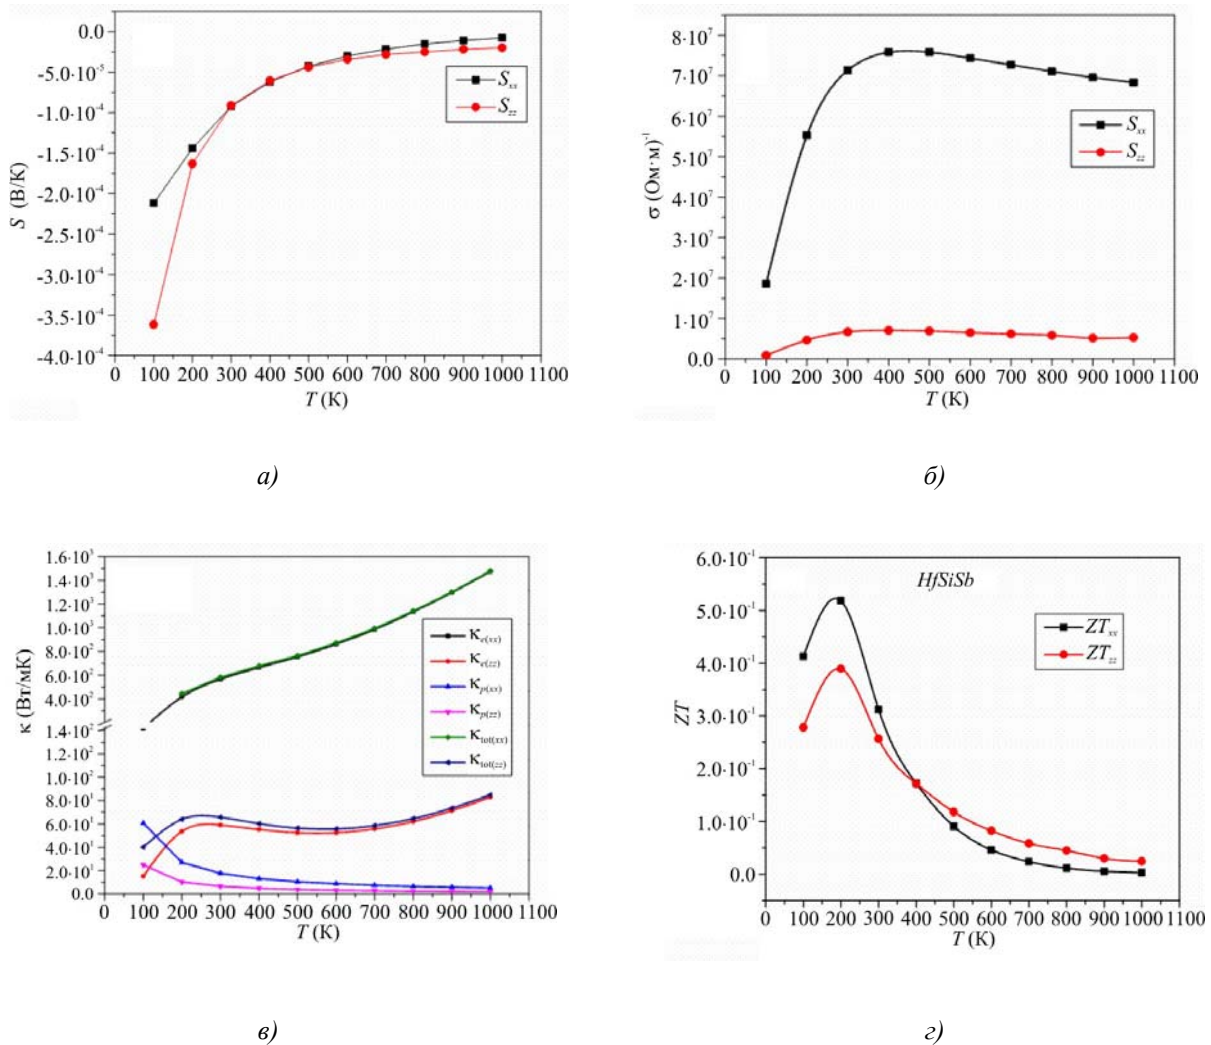 0.0
-5.0·10⁻⁵
-1.0·10⁻⁴
-1.5·10⁻⁴
-2.0·10⁻⁴
-2.5·10⁻⁴
-3.0·10⁻⁴
-3.5·10⁻⁴
-4.0·10⁻⁴
S (В/К)
Sxx
Szz
0 100 200 300 400 500 600 700 800 900 1000 1100
T (К)
а)
8·10⁷
7·10⁷
6·10⁷
5·10⁷
4·10⁷
3·10⁷
2·10⁷
1·10⁷
0.0
σ (Ом·м)⁻¹
Sxx
Szz
0 100 200 300 400 500 600 700 800 900 1000 1100
T (К)
б)
1.6·10³
1.4·10³
1.2·10³
1.0·10³
8.0·10²
6.0·10²
4.0·10²
1.4·10²
1.2·10²
1.0·10²
8.0·10¹
6.0·10¹
4.0·10¹
2.0·10¹
0.0
κ (Вт/мК)
κe(xx)
κe(zz)
κp(xx)
κp(zz)
κtot(xx)
κtot(zz)
0 100 200 300 400 500 600 700 800 900 1000 1100
T (К)
в)
6.0·10⁻¹
5.0·10⁻¹
4.0·10⁻¹
3.0·10⁻¹
2.0·10⁻¹
1.0·10⁻¹
0.0
ZT
HfSiSb
ZTxx
ZTzz
0 100 200 300 400 500 600 700 800 900 1000 1100
T (К)
г)